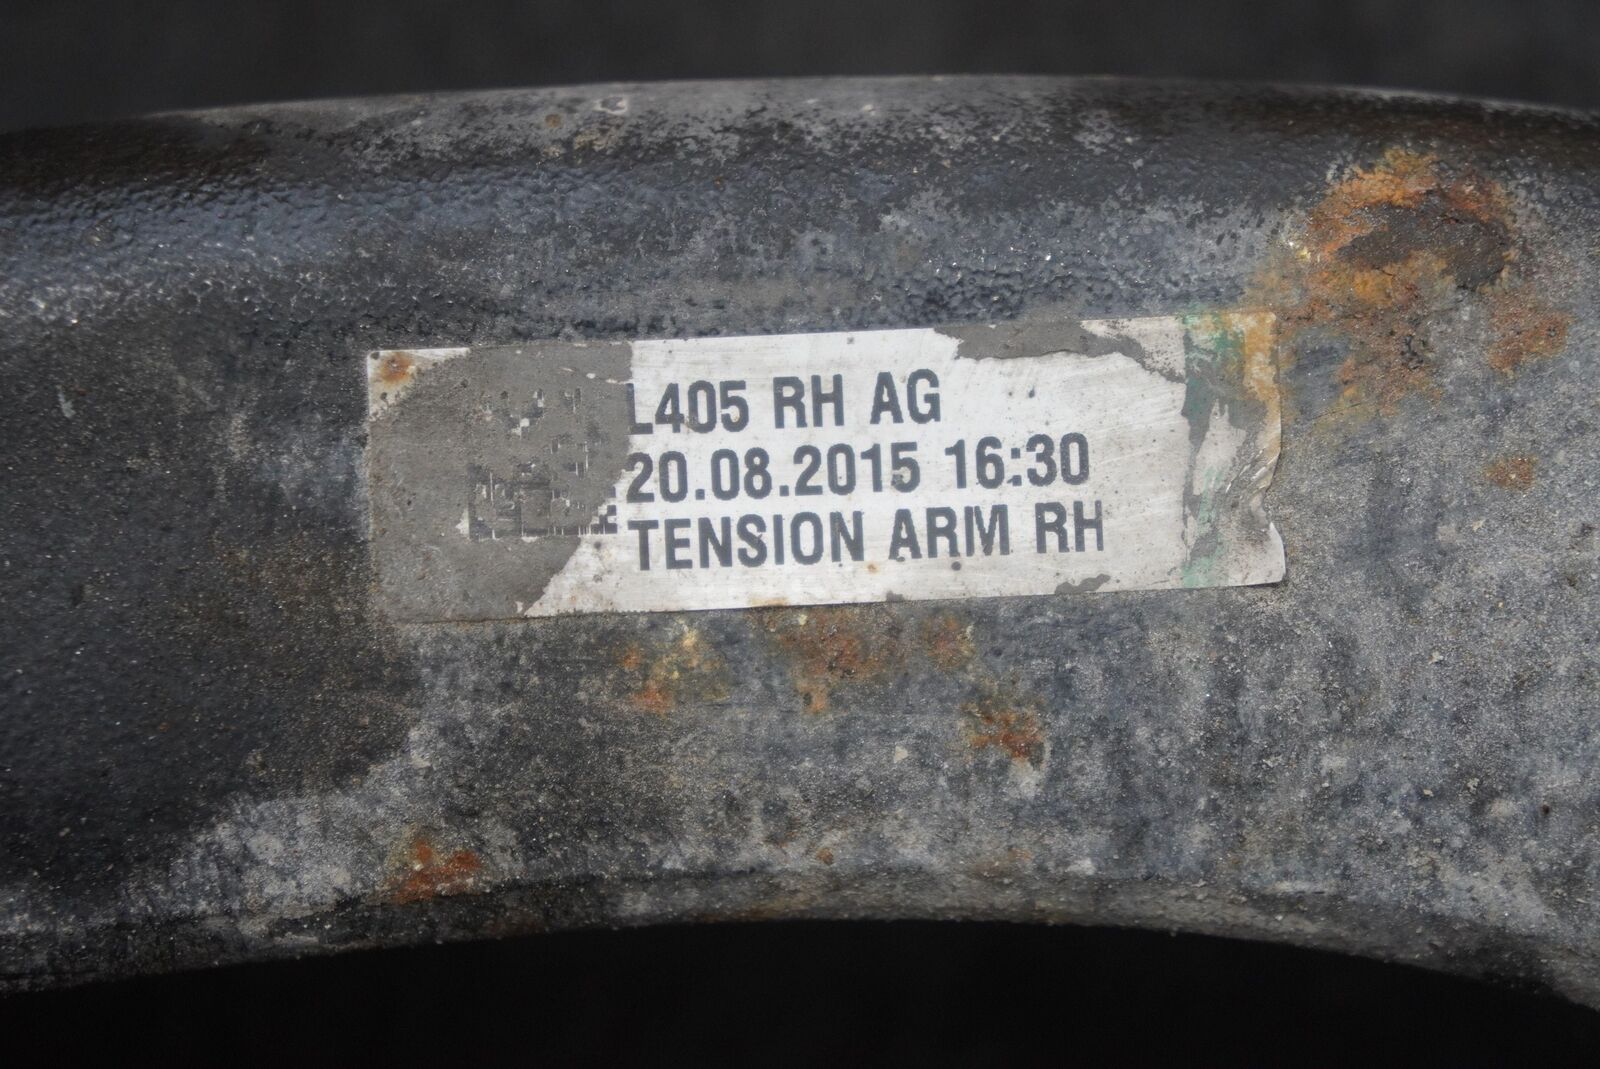 L405 RH AG
20.08.2015 16:30
TENSION ARM RH